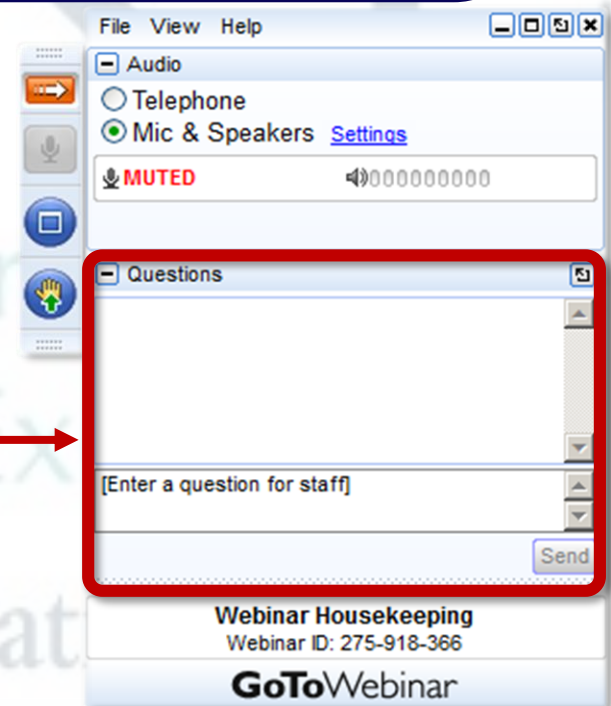 File View Help
Audio
Telephone
Mic & Speakers Settings
MUTED 000000000
Questions
[Enter a question for staff]
Send
Webinar Housekeeping
Webinar ID: 275-918-366
GoToWebinar